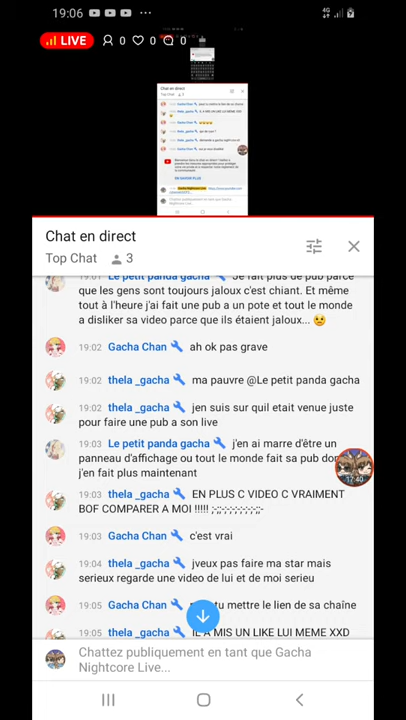 19:06
4G
LIVE 0 0 0
Chat en direct
Top Chat 3
Chat en direct
Top Chat 3
19:01 Le petit panda gacha Je fait plus de pub parce
que les gens sont toujours jaloux c'est chiant. Et même
tout à l'heure j'ai fait une pub a un pote et tout le monde
a disliker sa video parce que ils étaient jaloux...
19:02 Gacha Chan ah ok pas grave
19:02 thela _gacha ma pauvre @Le petit panda gacha
19:02 thela _gacha jen suis sur quil etait venue juste
pour faire une pub a son live
19:03 Le petit panda gacha j'en ai marre d'être un
panneau d'affichage ou tout le monde fait sa pub
j'en fait plus maintenant
17:40
19:03 thela _gacha EN PLUS C VIDEO C VRAIMENT
BOF COMPARER A MOI !!!!! ;-;;-;-;-;-;-;;-
19:03 Gacha Chan c'est vrai
19:04 thela _gacha jveux pas faire ma star mais
serieux regarde une video de lui et de moi serieu
19:05 Gacha Chan tu mettre le lien de sa chaîne
19:05 thela _gacha IL A MIS UN LIKE LUI MEME XXD
Chattez publiquement en tant que Gacha
Nightcore Live...